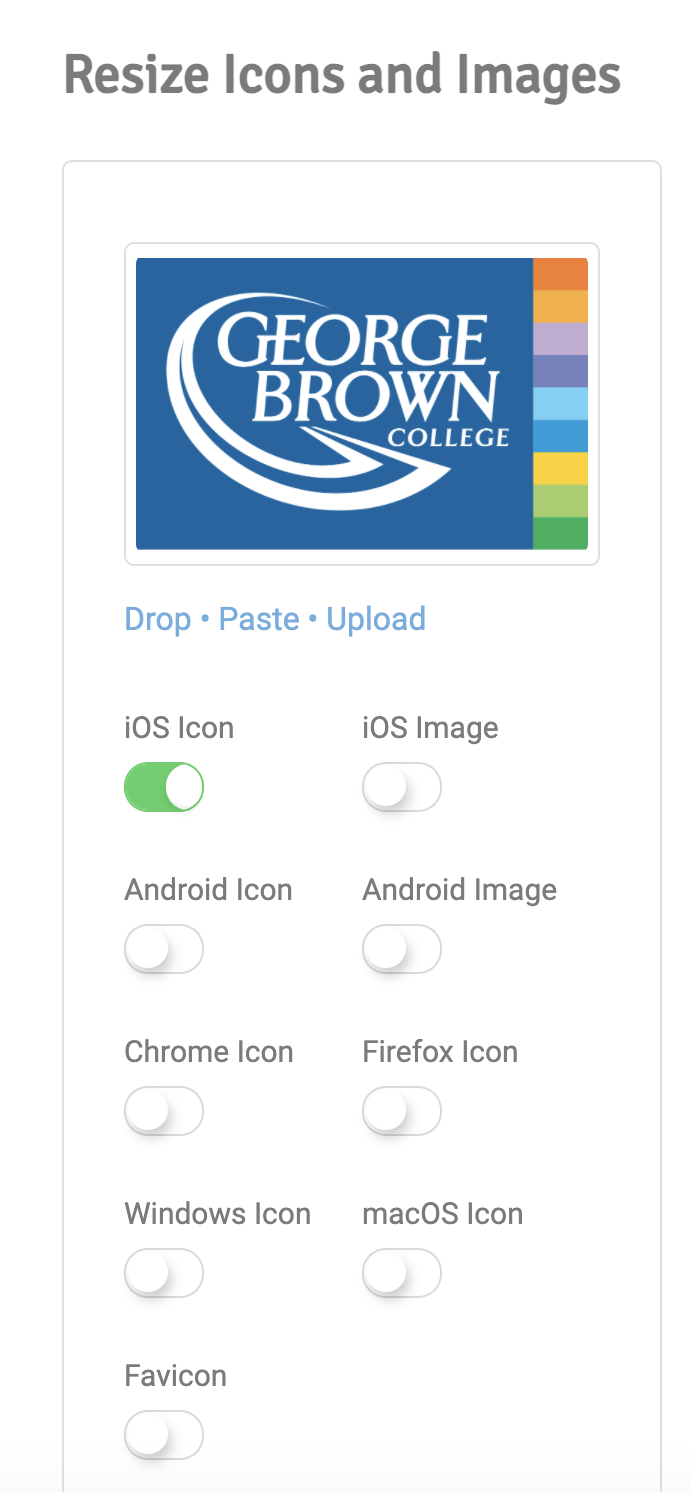 Resize Icons and Images
GEORGE
BROWN
COLLEGE
Drop • Paste • Upload
iOS Icon
iOS Image
Android Icon
Android Image
Chrome Icon
Firefox Icon
Windows Icon
macOS Icon
Favicon